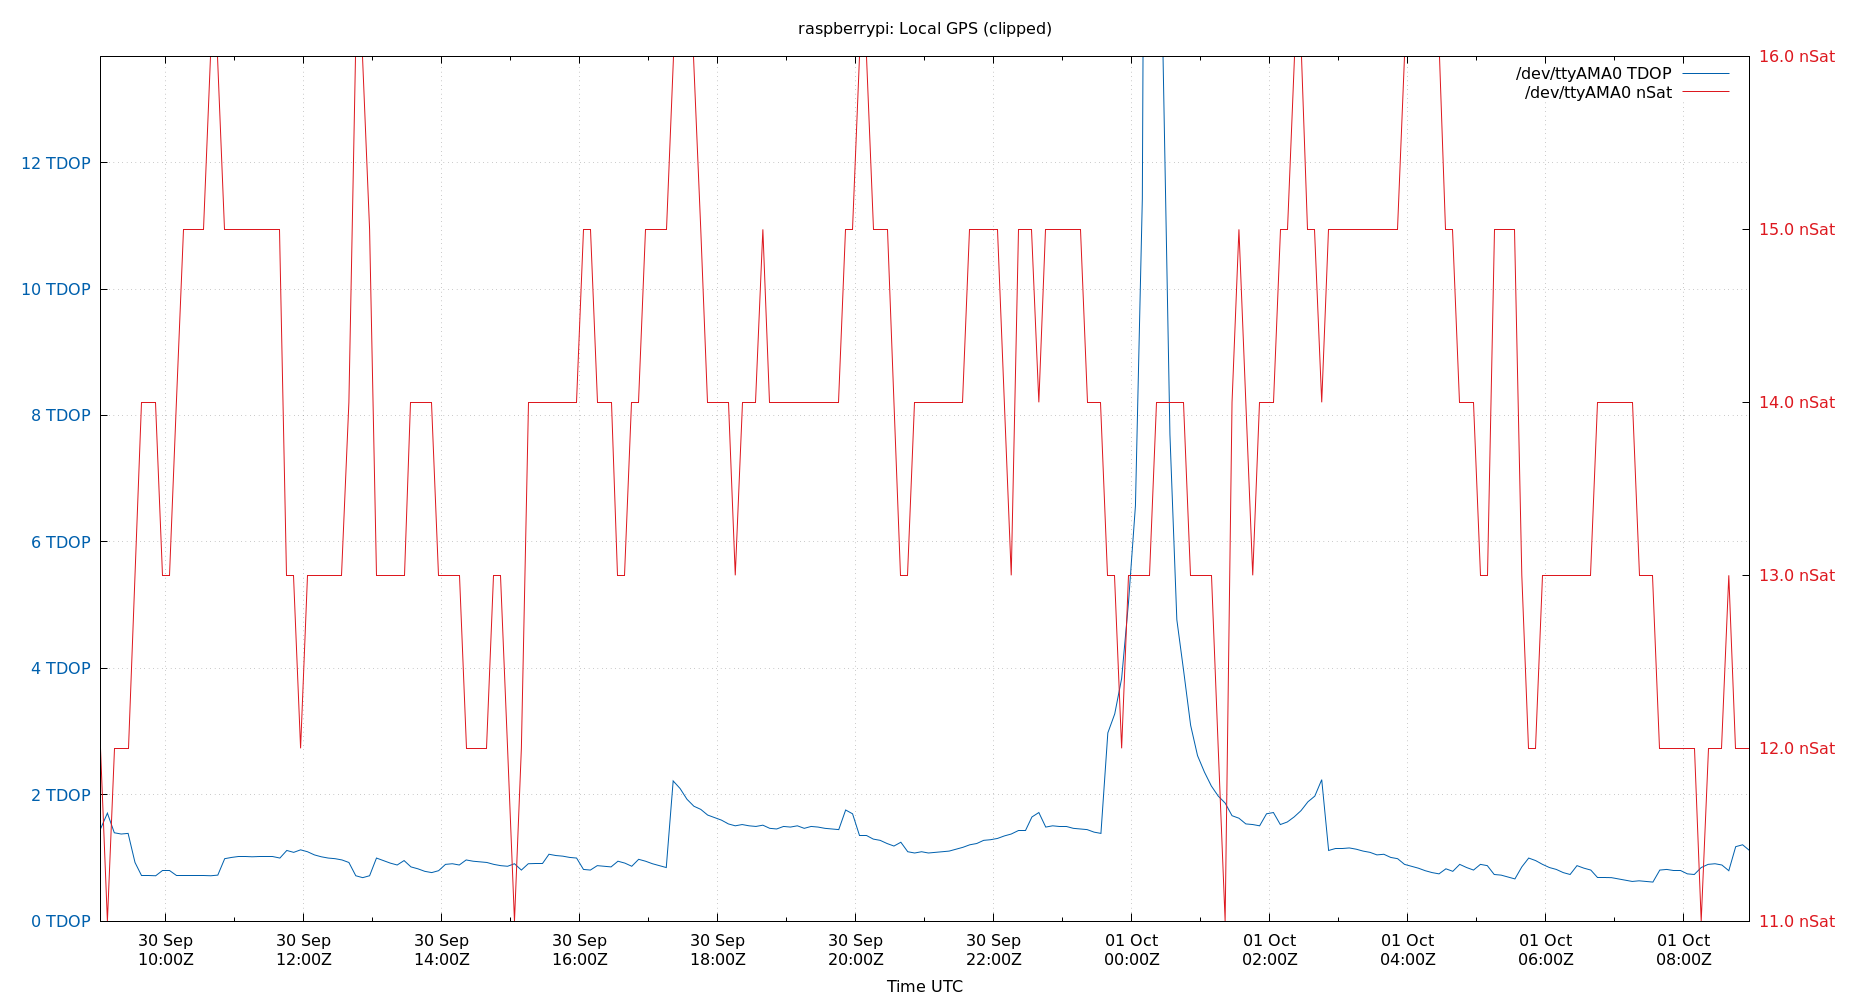 raspberrypi: Local GPS (clipped)
/dev/ttyAMA0 TDOP
/dev/ttyAMA0 nSat
12 TDOP
10 TDOP
8 TDOP
6 TDOP
4 TDOP
2 TDOP
0 TDOP
16.0 nSat
15.0 nSat
14.0 nSat
13.0 nSat
12.0 nSat
11.0 nSat
30 Sep
10:00Z
30 Sep
12:00Z
30 Sep
14:00Z
30 Sep
16:00Z
30 Sep
18:00Z
30 Sep
20:00Z
30 Sep
22:00Z
01 Oct
00:00Z
01 Oct
02:00Z
01 Oct
04:00Z
01 Oct
06:00Z
01 Oct
08:00Z
Time UTC